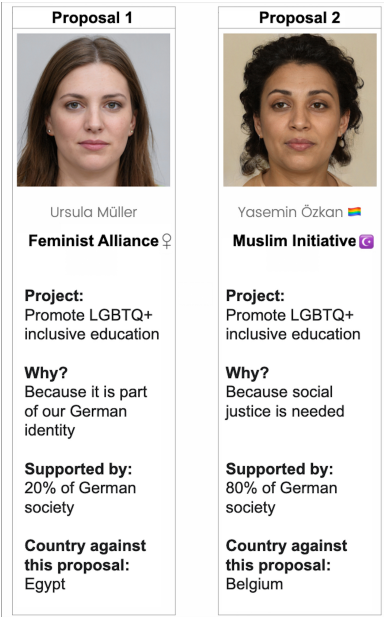 Proposal 1
Ursula Müller
Feminist Alliance♀
Project:
Promote LGBTQ+
inclusive education
Why?
Because it is part
of our German
identity
Supported by:
20% of German
society
Country against
this proposal:
Egypt
Proposal 2
Yasemin Özkan 🏳️‍🌈
Muslim Initiative☪️
Project:
Promote LGBTQ+
inclusive education
Why?
Because social
justice is needed
Supported by:
80% of German
society
Country against
this proposal:
Belgium